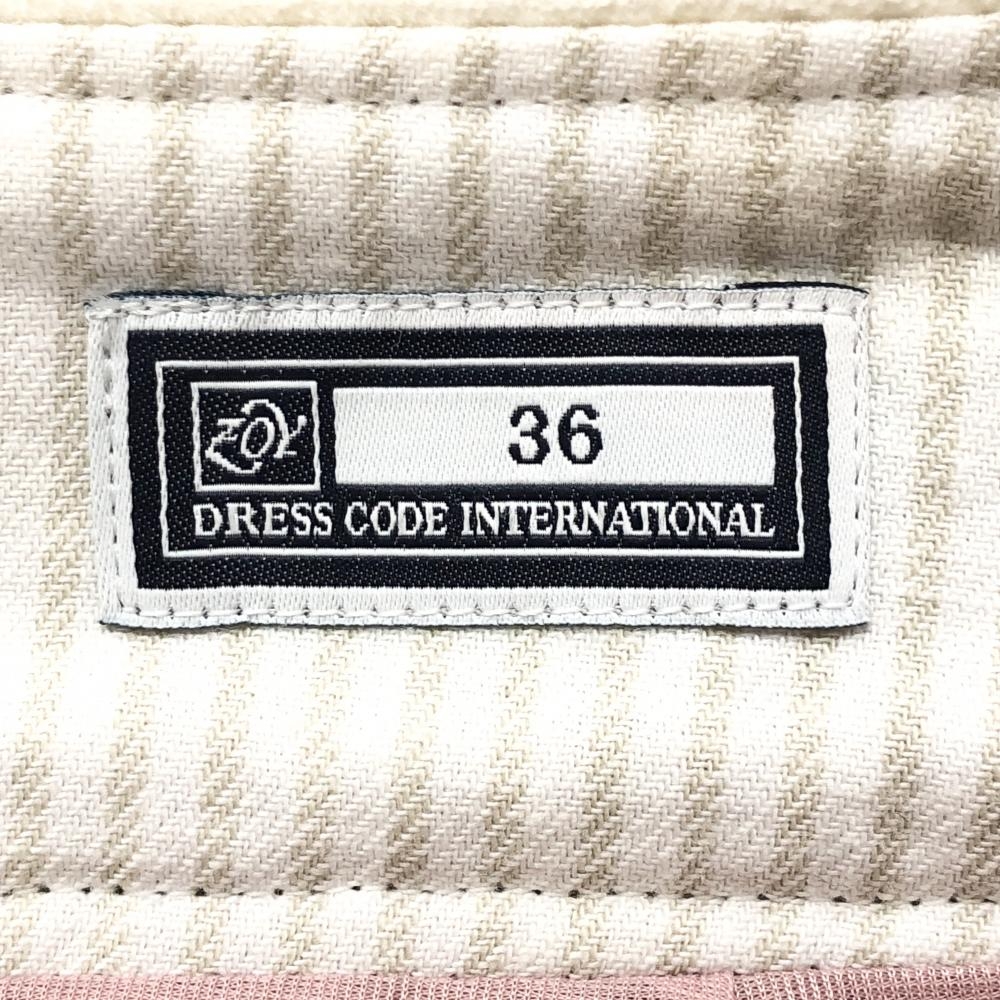 ZOY
36
DRESS CODE INTERNATIONAL